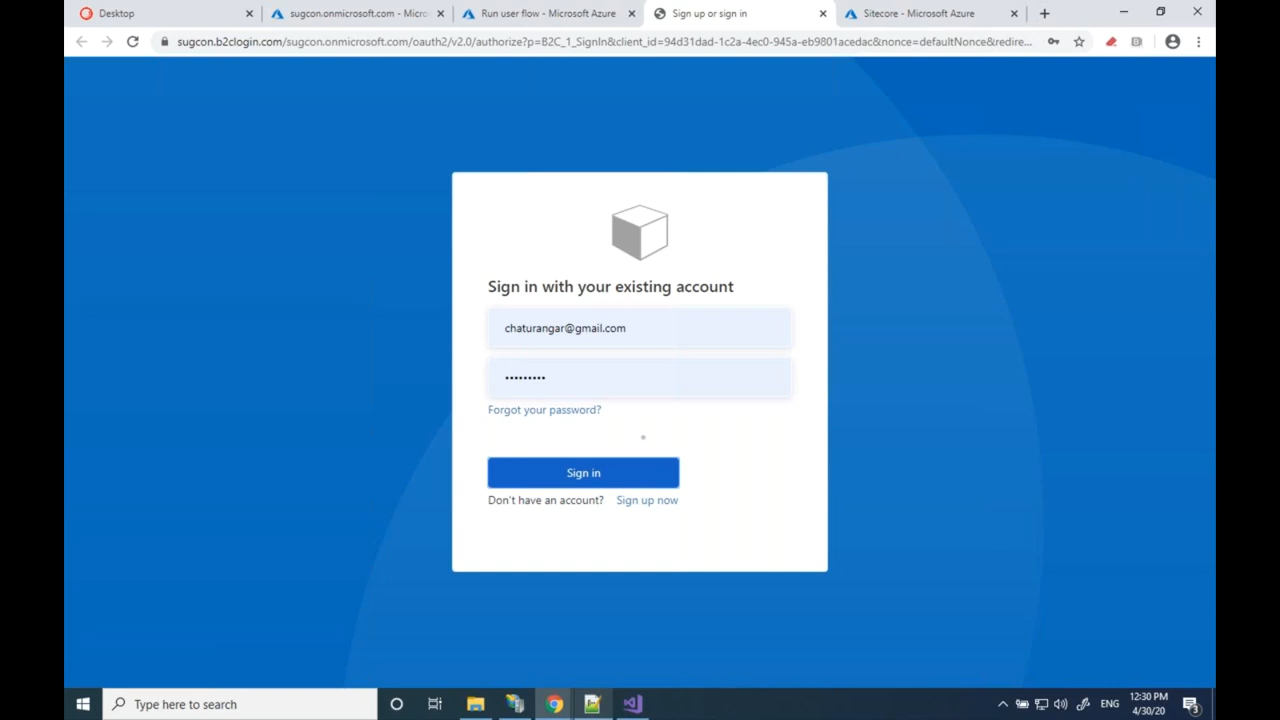 Desktop
sugcon.onmicrosoft.com - Micro
Run user flow - Microsoft Azure
Sign up or sign in
Sitecore - Microsoft Azure
sugcon.b2clogin.com/sugcon.onmicrosoft.com/oauth2/v2.0/authorize?p=B2C_1_SignIn&client_id=94d31dad-1c2a-4ec0-945a-eb9801acedac&nonce=defaultNonce&redire...
Sign in with your existing account
chaturangar@gmail.com
•••••••••
Forgot your password?
Sign in
Don't have an account? Sign up now
Type here to search
ENG
12:30 PM
4/30/20
3